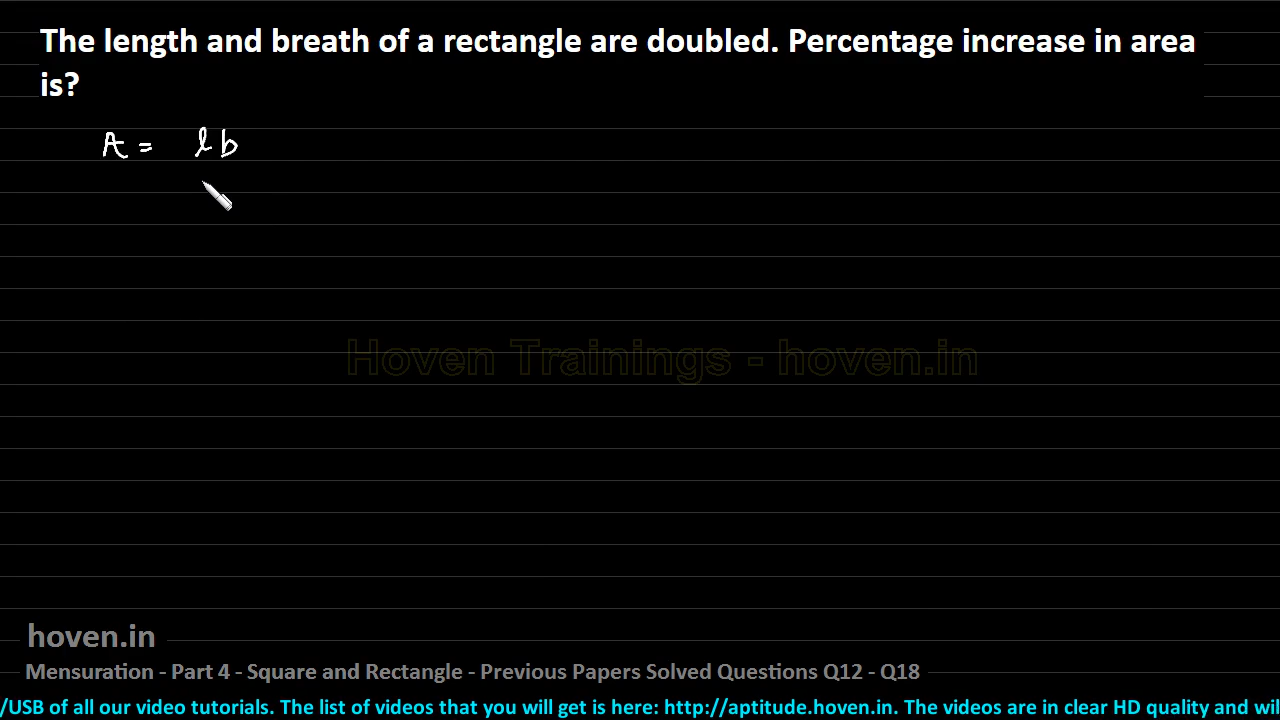 The length and breath of a rectangle are doubled. Percentage increase in area
is?
A = lb
Hoven Trainings - hoven.in
hoven.in
Mensuration - Part 4 - Square and Rectangle - Previous Papers Solved Questions Q12 - Q18
/USB of all our video tutorials. The list of videos that you will get is here: http://aptitude.hoven.in. The videos are in clear HD quality and wil